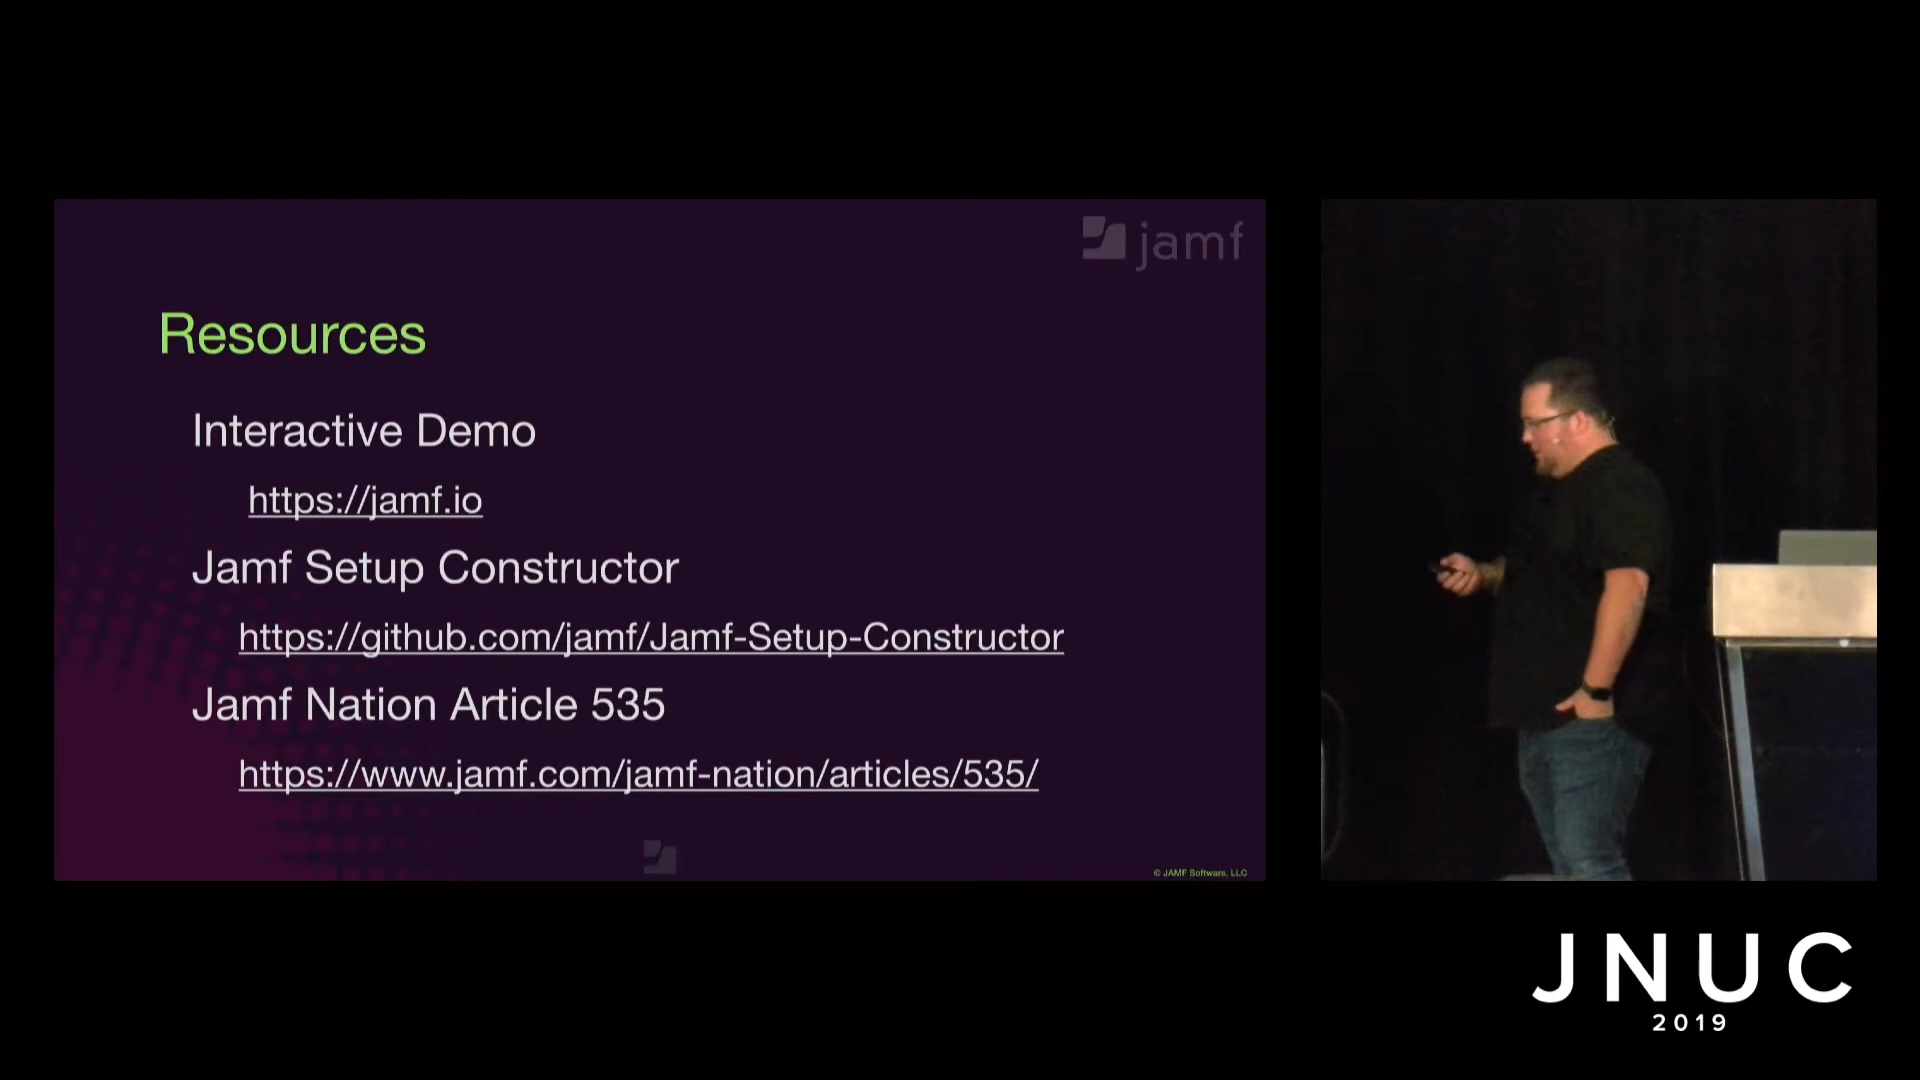 jamf
Resources
Interactive Demo
https://jamf.io
Jamf Setup Constructor
https://github.com/jamf/Jamf-Setup-Constructor
Jamf Nation Article 535
https://www.jamf.com/jamf-nation/articles/535/
© JAMF Software, LLC
JNUC
2019